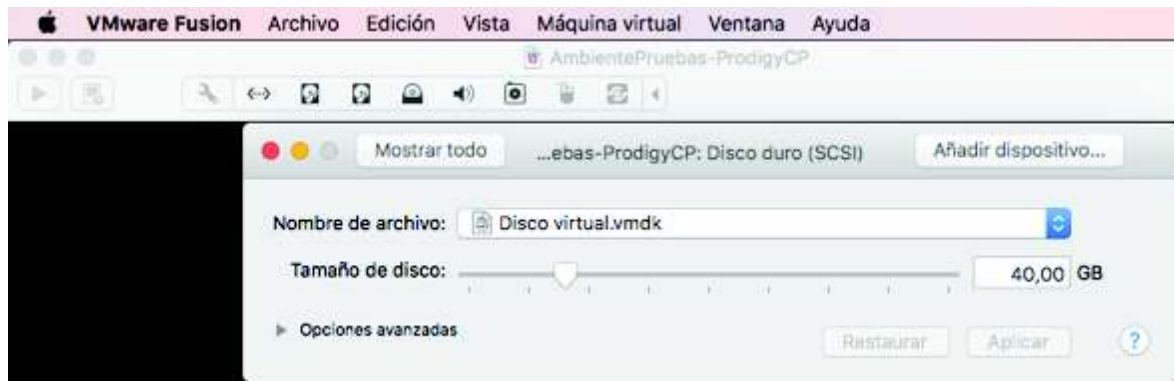 VMware Fusion Archivo Edición Vista Máquina virtual Ventana Ayuda
AmbientePruebas-ProdigyCP
Mostrar todo ...ebas-ProdigyCP: Disco duro (SCSI) Añadir dispositivo...
Nombre de archivo: Disco virtual.vmdk
Tamaño de disco: 40,00 GB
Opciones avanzadas Restaurar Aplicar ?